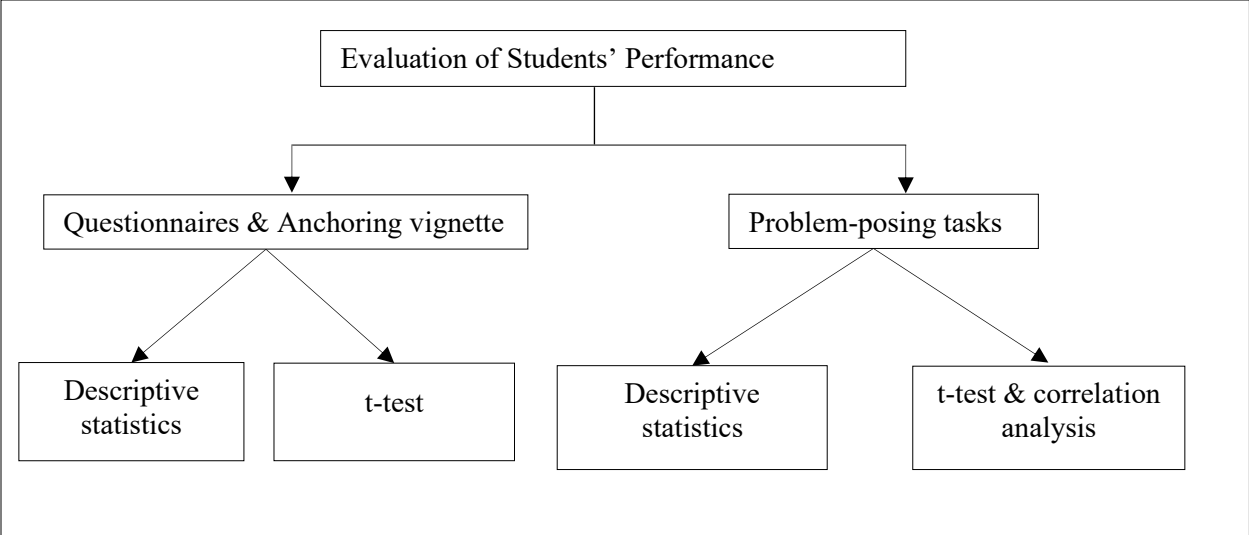 Evaluation of Students’ Performance
Questionnaires & Anchoring vignette
Problem-posing tasks
Descriptive
statistics
t-test
Descriptive
statistics
t-test & correlation
analysis